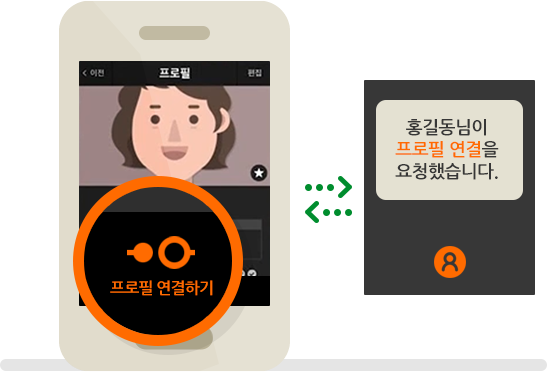 이전 프로필 편집
프로필 연결하기
홍길동님이
프로필 연결을
요청했습니다.